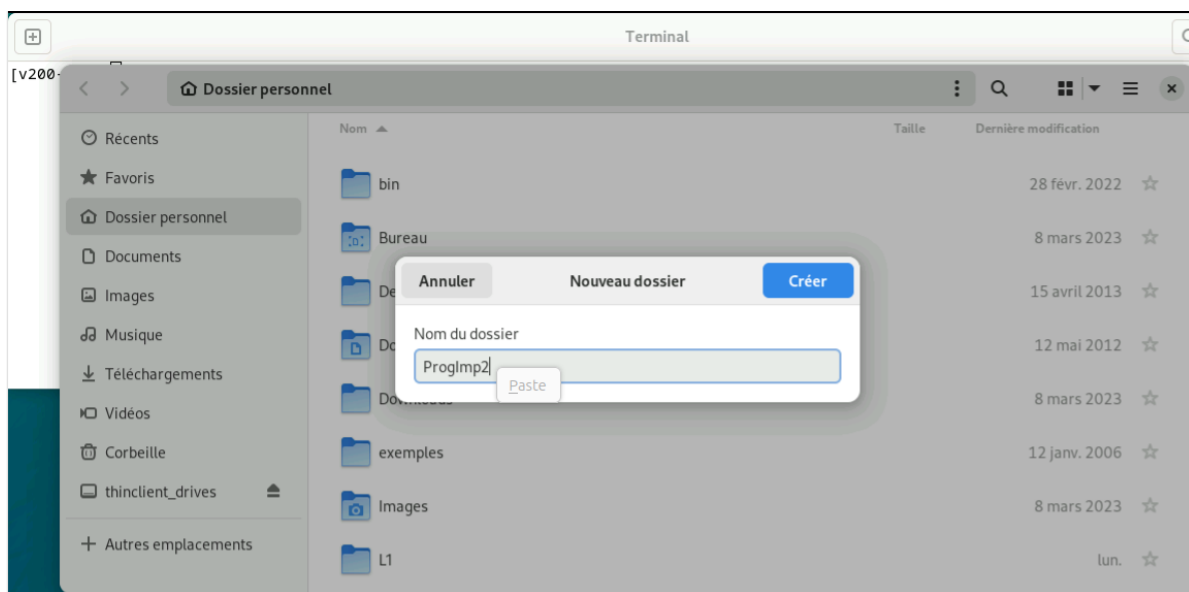 Terminal
[v200-
Dossier personnel
Récents
Favoris
Dossier personnel
Documents
Images
Musique
Téléchargements
Vidéos
Corbeille
thinclient_drives
Autres emplacements
Nom Taille Dernière modification
bin 28 févr. 2022
Bureau 8 mars 2023
De 15 avril 2013
Do 12 mai 2012
Downloads 8 mars 2023
exemples 12 janv. 2006
Images 8 mars 2023
L1 lun.
Annuler Nouveau dossier Créer
Nom du dossier
ProgImp2
Paste